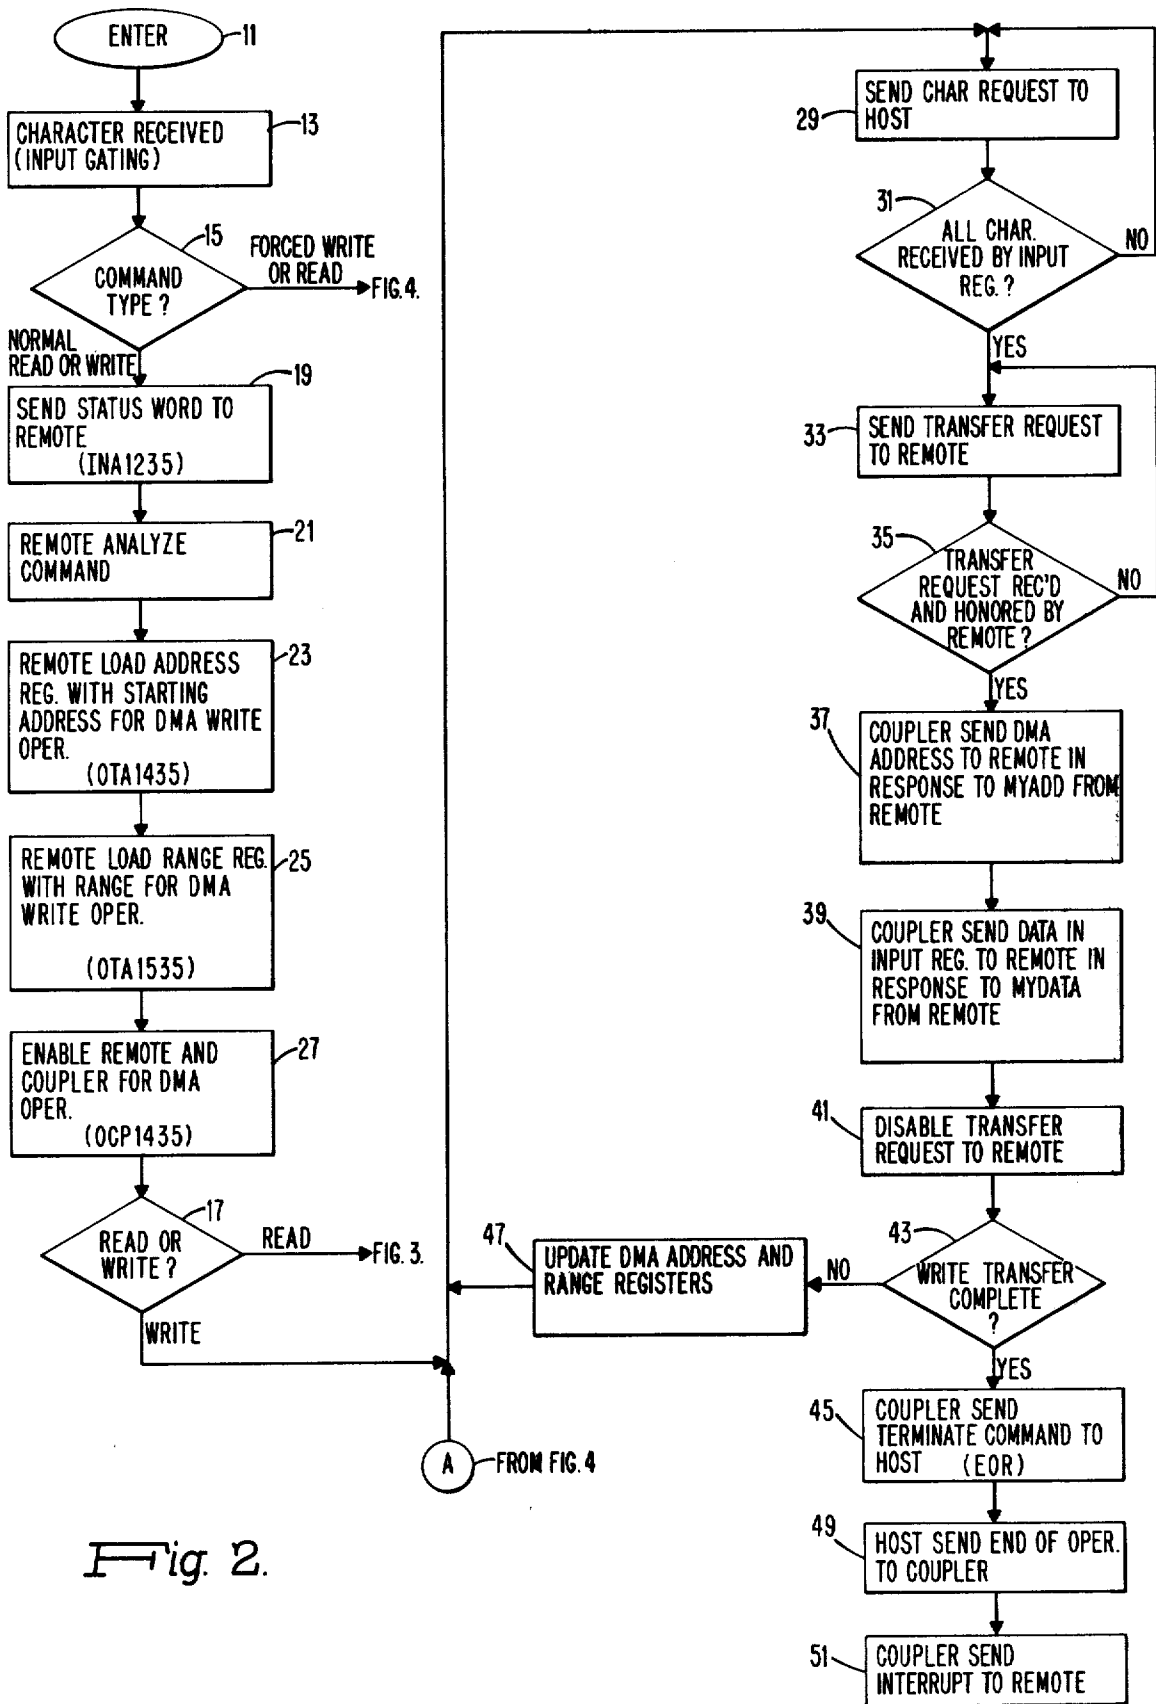 ENTER
11
CHARACTER RECEIVED
(INPUT GATING)
13
15
COMMAND
TYPE ?
FORCED WRITE
OR READ
FIG. 4.
NORMAL
READ OR WRITE
19
SEND STATUS WORD TO
REMOTE
(INA1235)
21
REMOTE ANALYZE
COMMAND
23
REMOTE LOAD ADDRESS
REG. WITH STARTING
ADDRESS FOR DMA WRITE
OPER.
(OTA1435)
25
REMOTE LOAD RANGE REG.
WITH RANGE FOR DMA
WRITE OPER.
(OTA1535)
27
ENABLE REMOTE AND
COUPLER FOR DMA
OPER.
(OCP1435)
17
READ OR
WRITE ?
READ
FIG. 3.
WRITE
A
FROM FIG. 4
29
SEND CHAR REQUEST TO
HOST
31
ALL CHAR.
RECEIVED BY INPUT
REG. ?
NO
YES
33
SEND TRANSFER REQUEST
TO REMOTE
35
TRANSFER
REQUEST REC'D
AND HONORED BY
REMOTE ?
NO
YES
37
COUPLER SEND DMA
ADDRESS TO REMOTE IN
RESPONSE TO MYADD FROM
REMOTE
39
COUPLER SEND DATA IN
INPUT REG. TO REMOTE IN
RESPONSE TO MYDATA
FROM REMOTE
41
DISABLE TRANSFER
REQUEST TO REMOTE
43
WRITE TRANSFER
COMPLETE
?
NO
47
UPDATE DMA ADDRESS AND
RANGE REGISTERS
YES
45
COUPLER SEND
TERMINATE COMMAND TO
HOST (EOR)
49
HOST SEND END OF OPER.
TO COUPLER
51
COUPLER SEND
INTERRUPT TO REMOTE
Fig. 2.